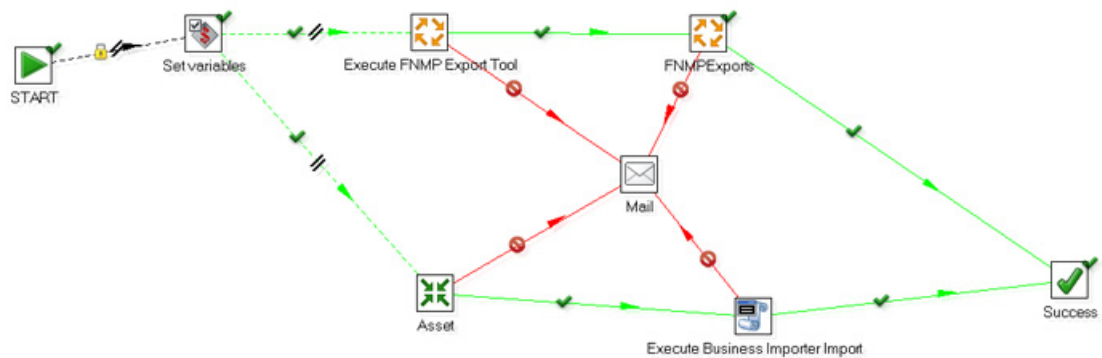 START
Set variables
Execute FNMP Export Tool
FNMPExports
Mail
Asset
Execute Business Importer Import
Success